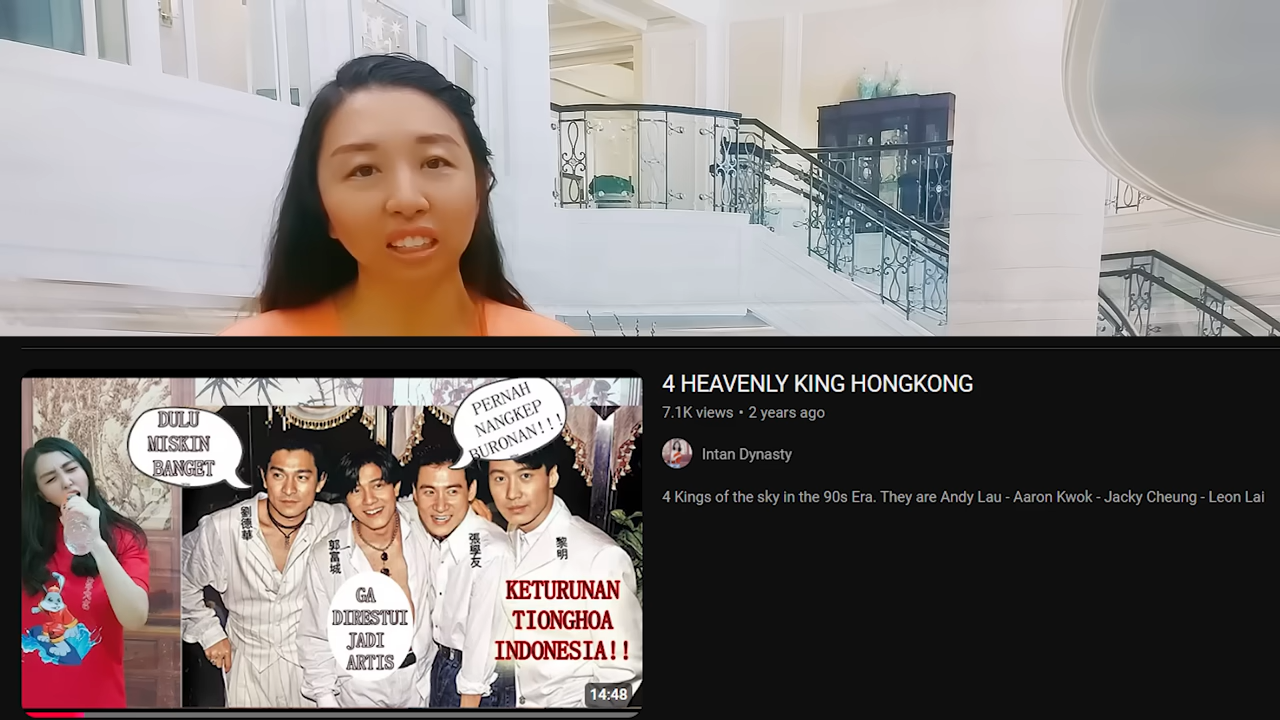 4 HEAVENLY KING HONGKONG
7.1K views • 2 years ago
Intan Dynasty
4 Kings of the sky in the 90s Era. They are Andy Lau - Aaron Kwok - Jacky Cheung - Leon Lai
DULU
MISKIN
BANGET
PERNAH
NANGKEP
BURONAN!!!
劉德華
郭富城
張學友
黎明
GA
DIRESTUI
JADI
ARTIS
KETURUNAN
TIONGHOA
INDONESIA!!
14:48